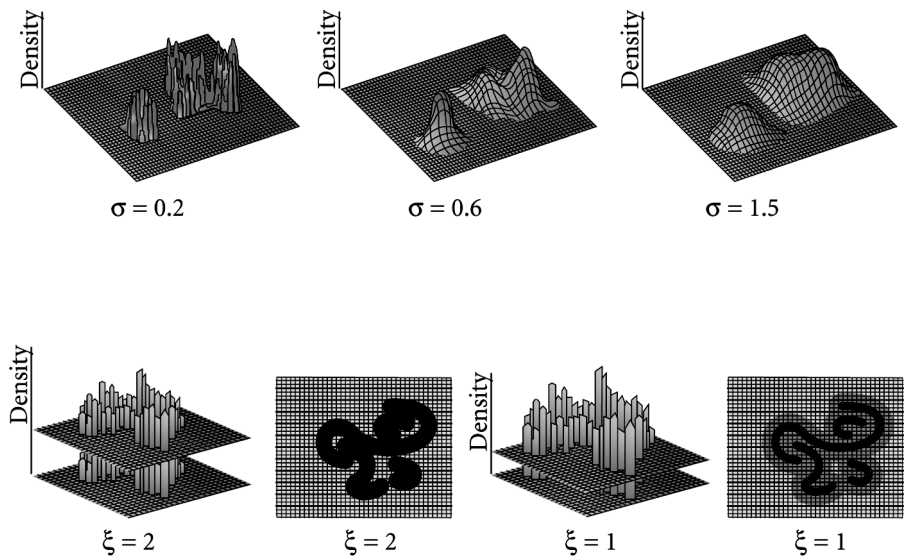 Density
Density
Density
σ = 0.2
σ = 0.6
σ = 1.5
Density
Density
ξ = 2
ξ = 2
ξ = 1
ξ = 1